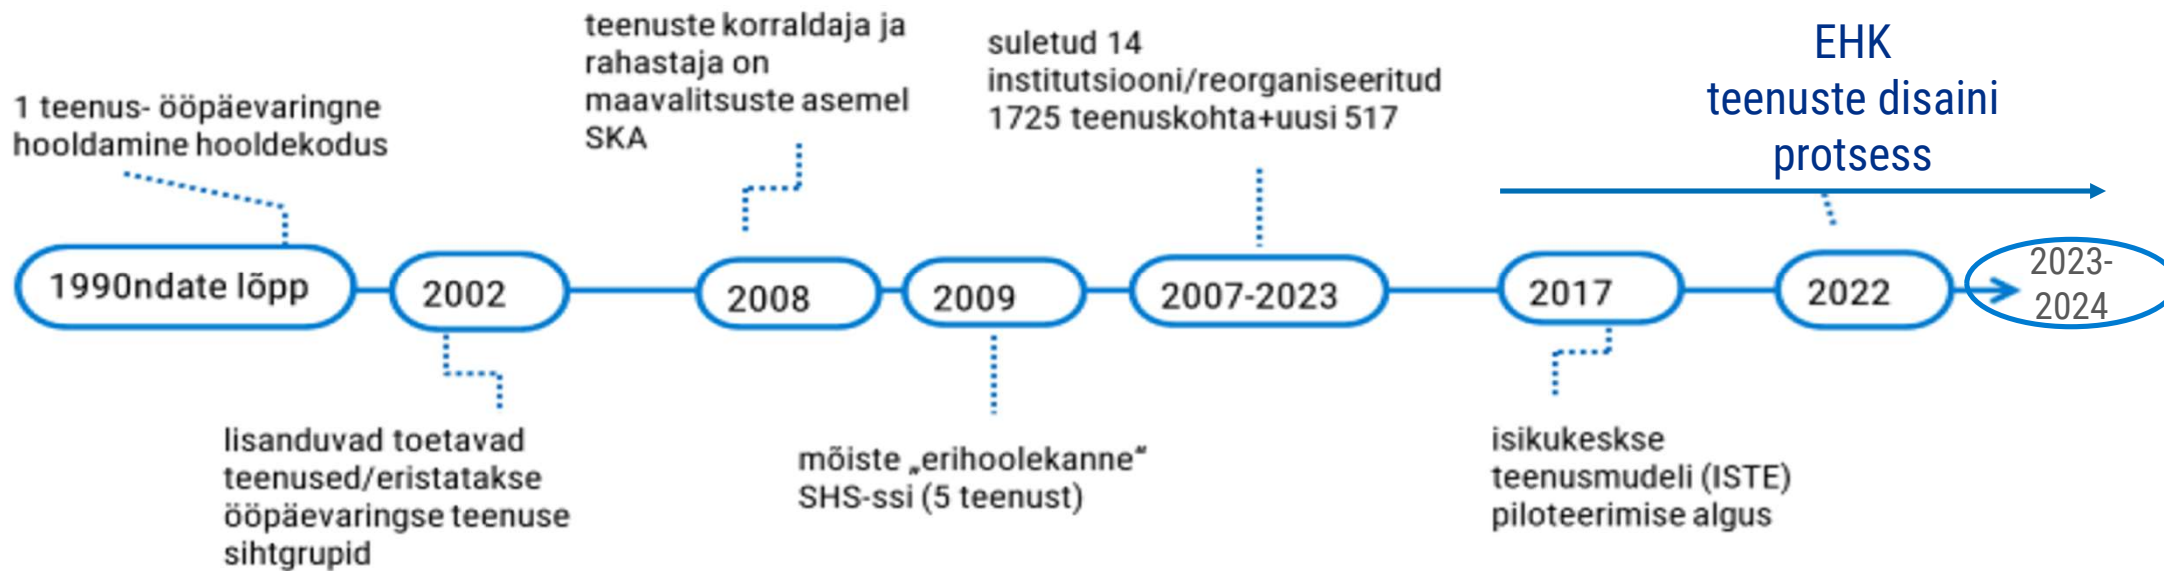 1 teenus- ööpäevaringne
hooldamine hooldekodus
teenuste korraldaja ja
rahastaja on
maavalitsuste asemel
SKA
suletud 14
institutsiooni/reorganiseeritud
1725 teenuskohta+uusi 517
EHK
teenuste disaini
protsess
1990ndate lõpp
2002
2008
2009
2007-2023
2017
2022
2023-
2024
lisanduvad toetavad
teenused/eristatakse
ööpäevaringse teenuse
sihtgrupid
mõiste „erihoolekanne“
SHS-ssi (5 teenust)
isikukeskse
teenusmudeli (ISTE)
piloteerimise algus